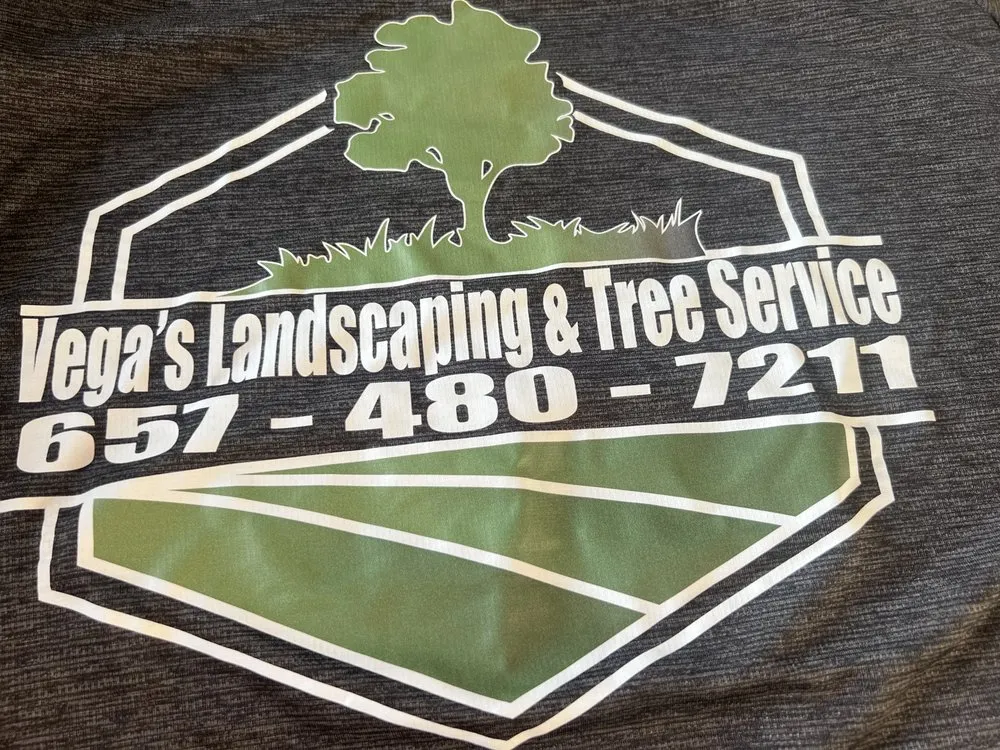 Vega's Landscaping & Tree Service
657 - 480 - 7211